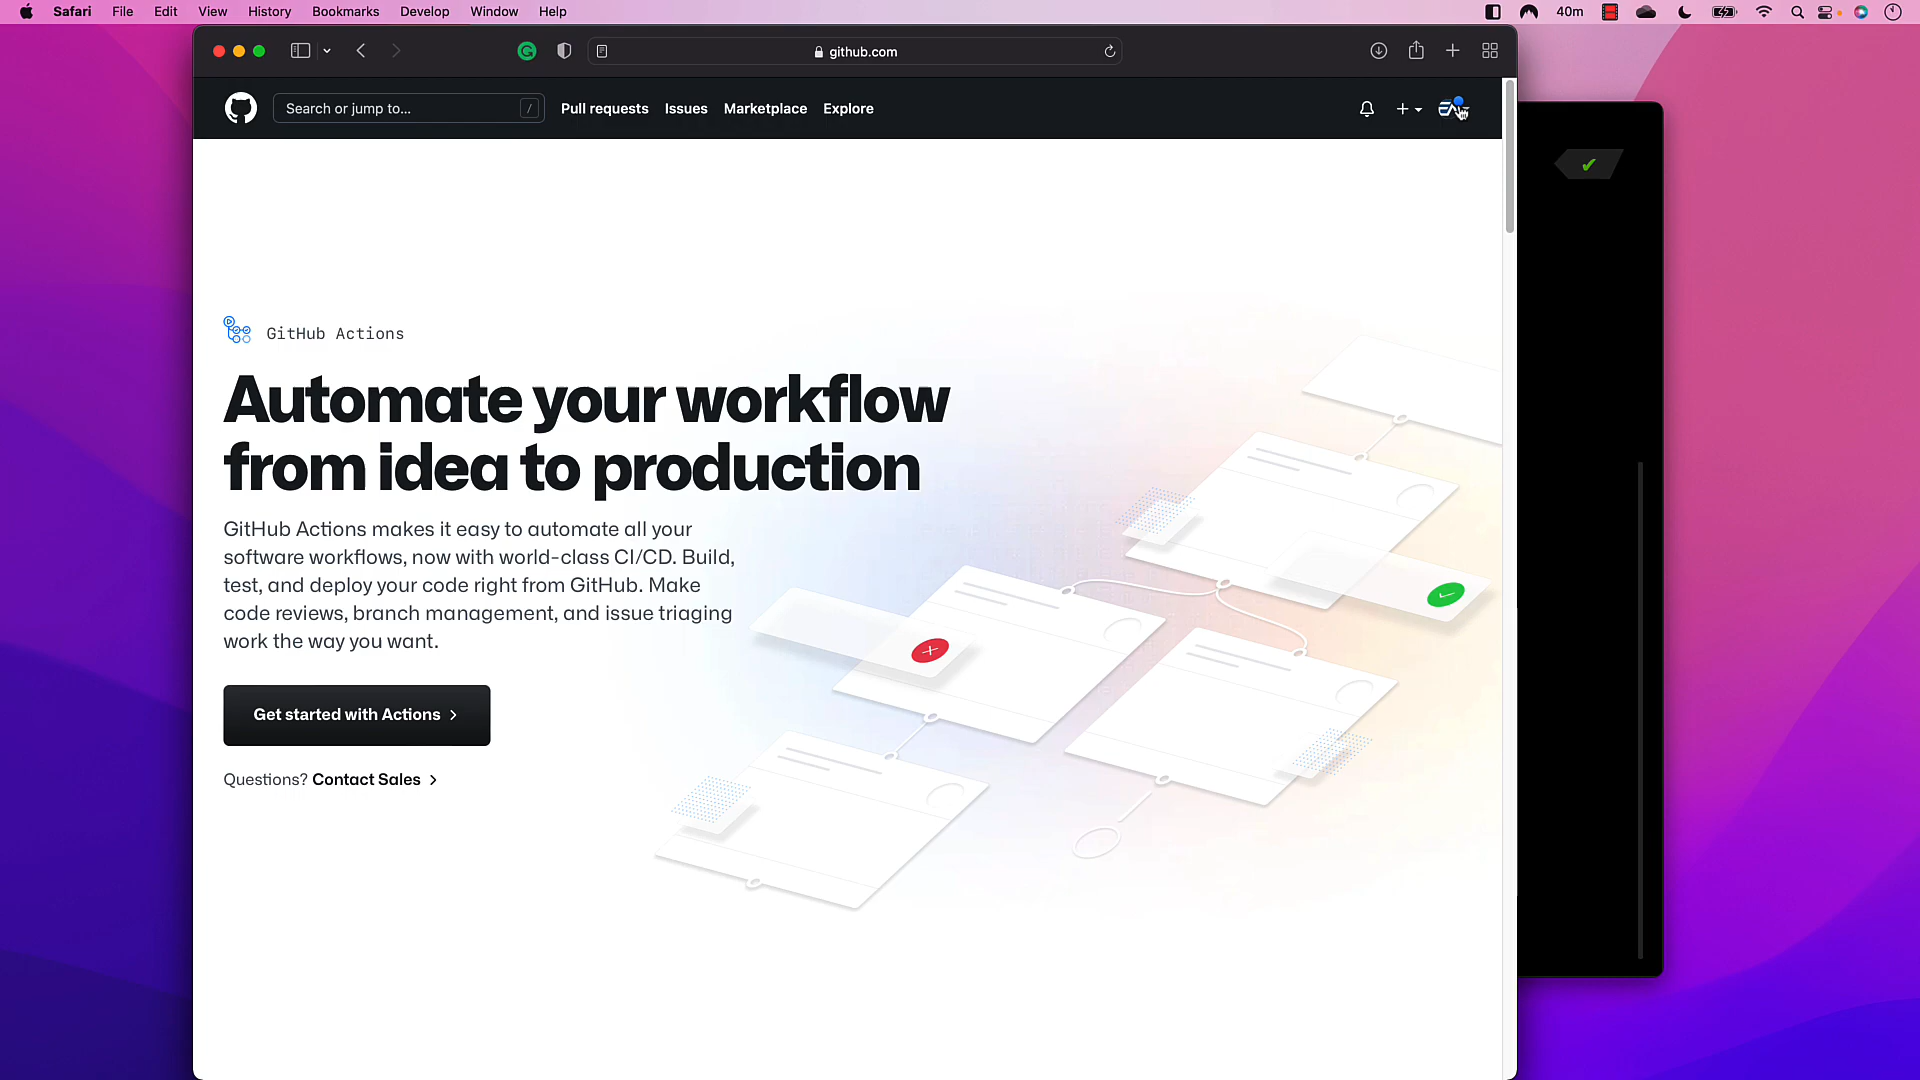 Safari File Edit View History Bookmarks Develop Window Help 40m
github.com
Search or jump to... / Pull requests Issues Marketplace Explore
GitHub Actions
Automate your workflow
from idea to production
GitHub Actions makes it easy to automate all your
software workflows, now with world-class CI/CD. Build,
test, and deploy your code right from GitHub. Make
code reviews, branch management, and issue triaging
work the way you want.
Get started with Actions >
Questions? Contact Sales >